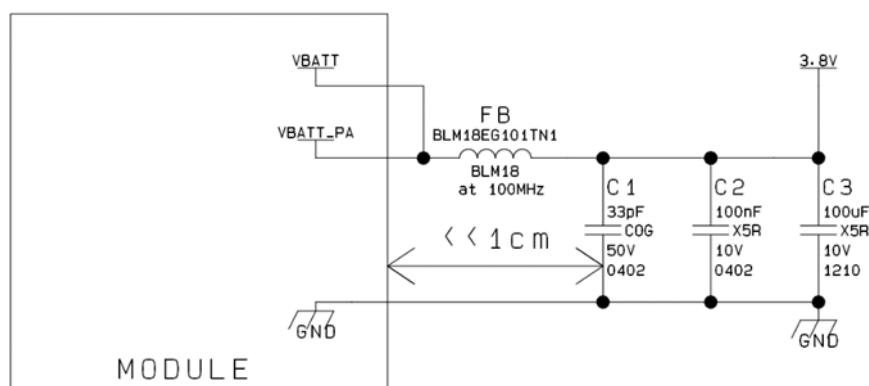 VBATT
3.8V
FB
VBATT_PA
BLM18EG101TN1
BLM18
at 100MHz
C1
33pF
C0G
50V
0402
C2
100nF
X5R
10V
0402
C3
100uF
X5R
10V
1210
<<1cm
GND
GND
MODULE